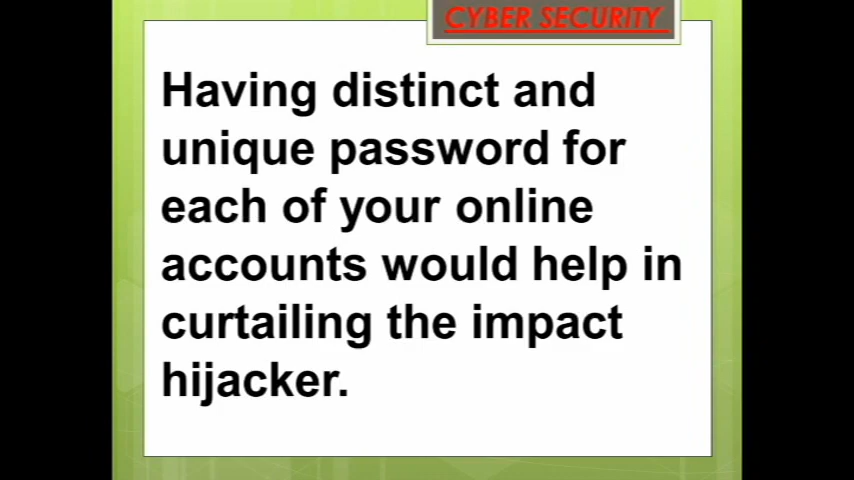 CYBER SECURITY
Having distinct and
unique password for
each of your online
accounts would help in
curtailing the impact
hijacker.